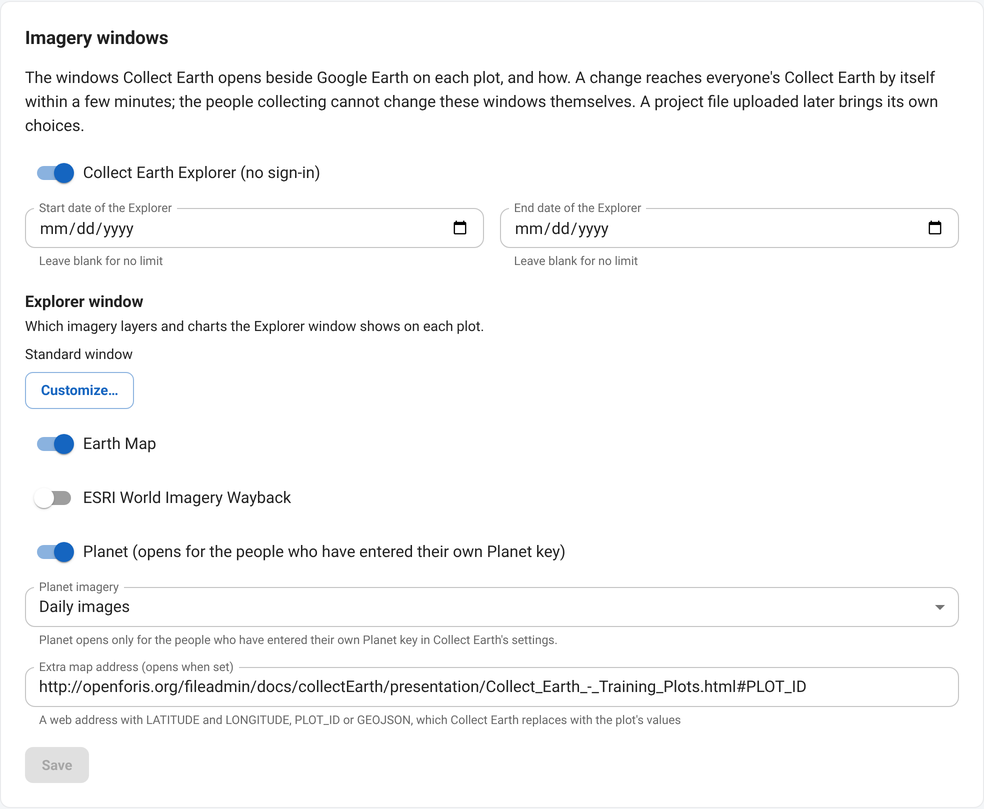 Imagery windows
The windows Collect Earth opens beside Google Earth on each plot, and how. A change reaches everyone's Collect Earth by itself
within a few minutes; the people collecting cannot change these windows themselves. A project file uploaded later brings its own
choices.
Collect Earth Explorer (no sign-in)
Start date of the Explorer
mm/dd/yyyy
Leave blank for no limit
End date of the Explorer
mm/dd/yyyy
Leave blank for no limit
Explorer window
Which imagery layers and charts the Explorer window shows on each plot.
Standard window
Customize...
Earth Map
ESRI World Imagery Wayback
Planet (opens for the people who have entered their own Planet key)
Planet imagery
Daily images
Planet opens only for the people who have entered their own Planet key in Collect Earth's settings.
Extra map address (opens when set)
http://openforis.org/fileadmin/docs/collectEarth/presentation/Collect_Earth_-_Training_Plots.html#PLOT_ID
A web address with LATITUDE and LONGITUDE, PLOT_ID or GEOJSON, which Collect Earth replaces with the plot's values
Save